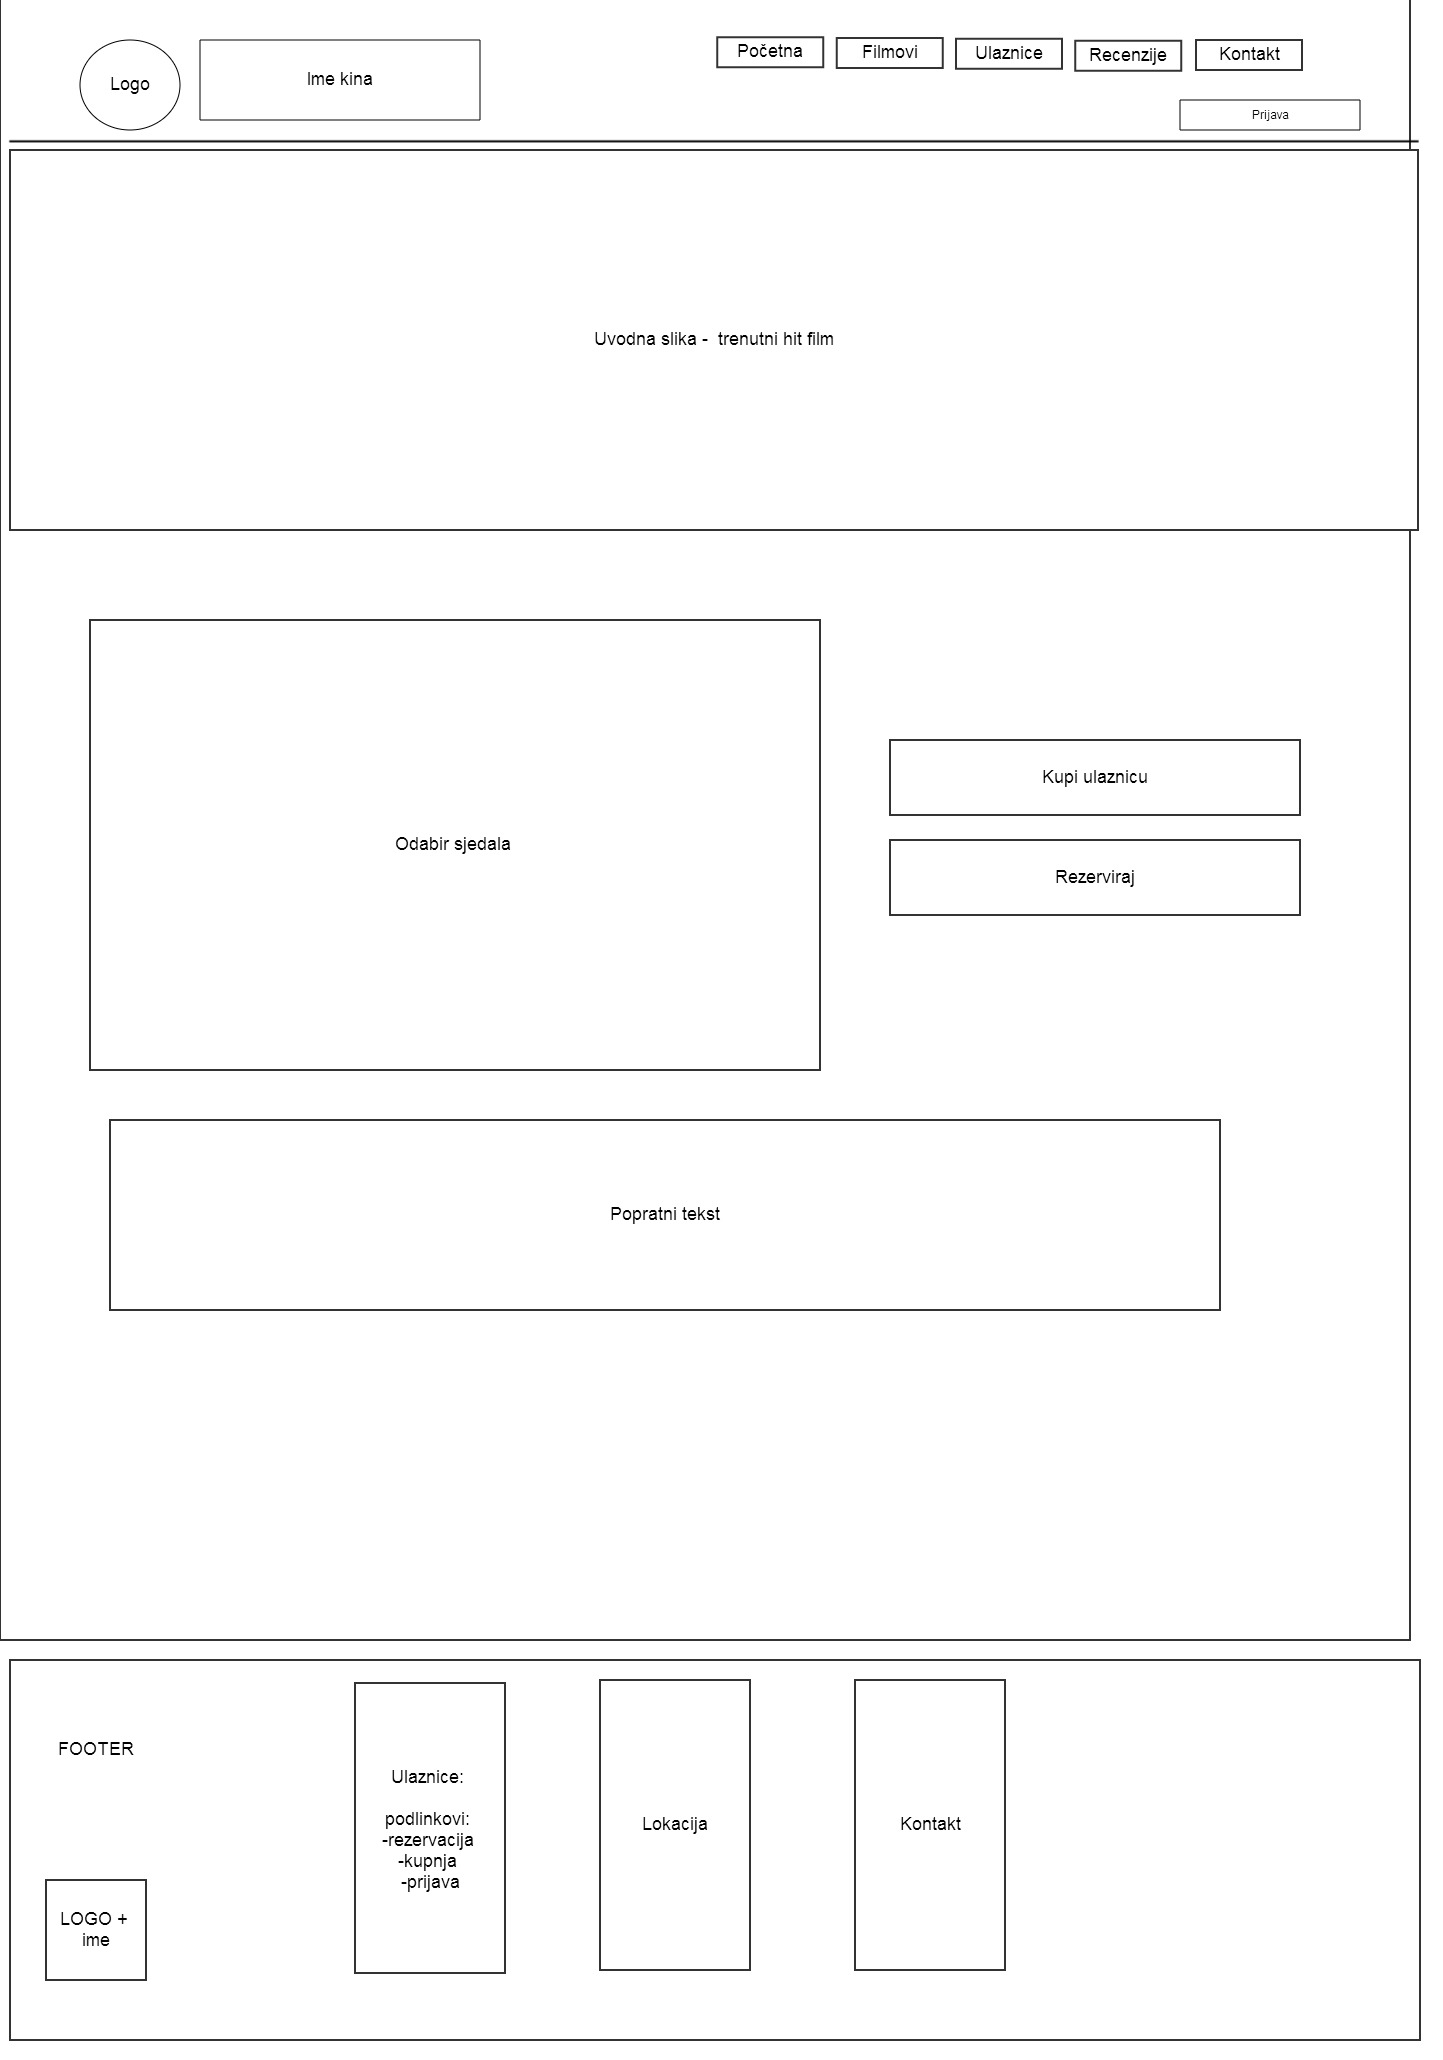 Logo
Ime kina
Početna
Filmovi
Ulaznice
Recenzije
Kontakt
Prijava
Uvodna slika -  trenutni hit film
Odabir sjedala
Kupi ulaznicu
Rezerviraj
Popratni tekst
FOOTER
LOGO +
ime
Ulaznice:
podlinkovi:
-rezervacija
-kupnja
-prijava
Lokacija
Kontakt